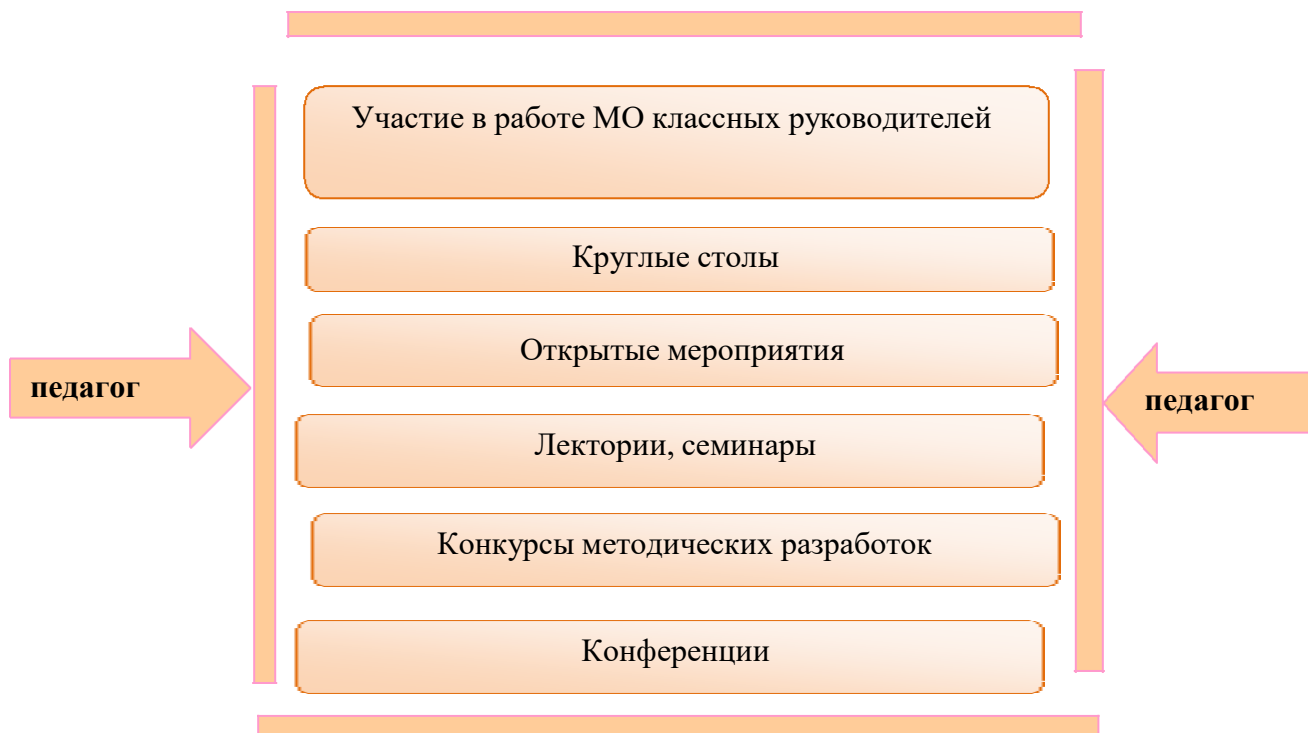 Участие в работе МО классных руководителей
Круглые столы
Открытые мероприятия
педагог
педагог
Лектории, семинары
Конкурсы методических разработок
Конференции